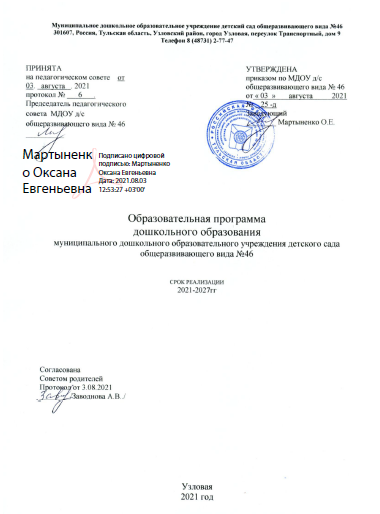 Муниципальное дошкольное образовательное учреждение детский сад общеразвивающего вида №46
301607, Россия, Тульская область, Узловский район, город Узловая, переулок Транспортный, дом 9
Телефон 8 (48731) 2-77-47
ПРИНЯТА
на педагогическом совете от
03. августа . 2021
протокол № 6
Председатель педагогического
совета МДОУ д/с
общеразвивающего вида № 46
УТВЕРЖДЕНА
приказом по МДОУ д/с
общеразвивающего вида № 46
от « 03 » августа 2021
№ 25 -д
Заведующий
Мартыненко О.Е.
Мартыненк
о Оксана
Евгеньевна
Подписано цифровой
подписью: Мартыненко
Оксана Евгеньевна
Дата: 2021.08.03
12:53:27 +03'00'
Образовательная программа
дошкольного образования
муниципального дошкольного образовательного учреждения детского сада
общеразвивающего вида №46
СРОК РЕАЛИЗАЦИИ
2021-2027гг
Согласована
Советом родителей
Протокол от 3.08.2021
/Заводнова А.В../
Узловая
2021 год